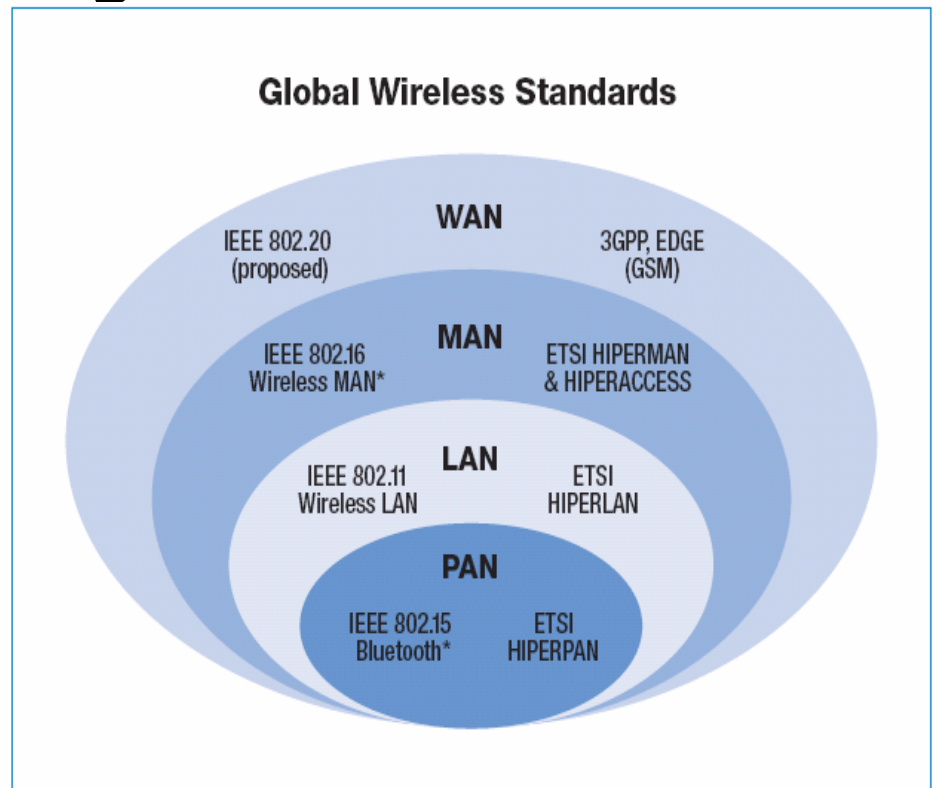 Global Wireless Standards
WAN
IEEE 802.20
(proposed)
3GPP, EDGE
(GSM)
MAN
IEEE 802.16
Wireless MAN*
ETSI HIPERMAN
& HIPERACCESS
LAN
IEEE 802.11
Wireless LAN
ETSI
HIPERLAN
PAN
IEEE 802.15
Bluetooth*
ETSI
HIPERPAN